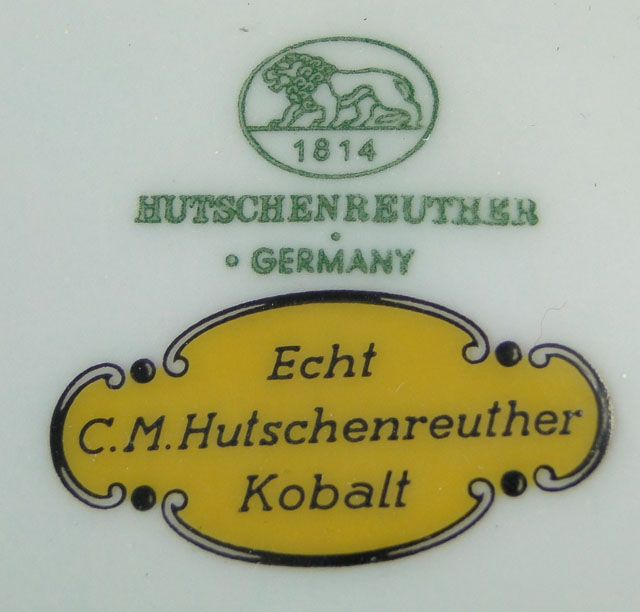 1814
HUTSCHENREUTHER
GERMANY
Echt
C.M.Hutschenreuther
Kobalt